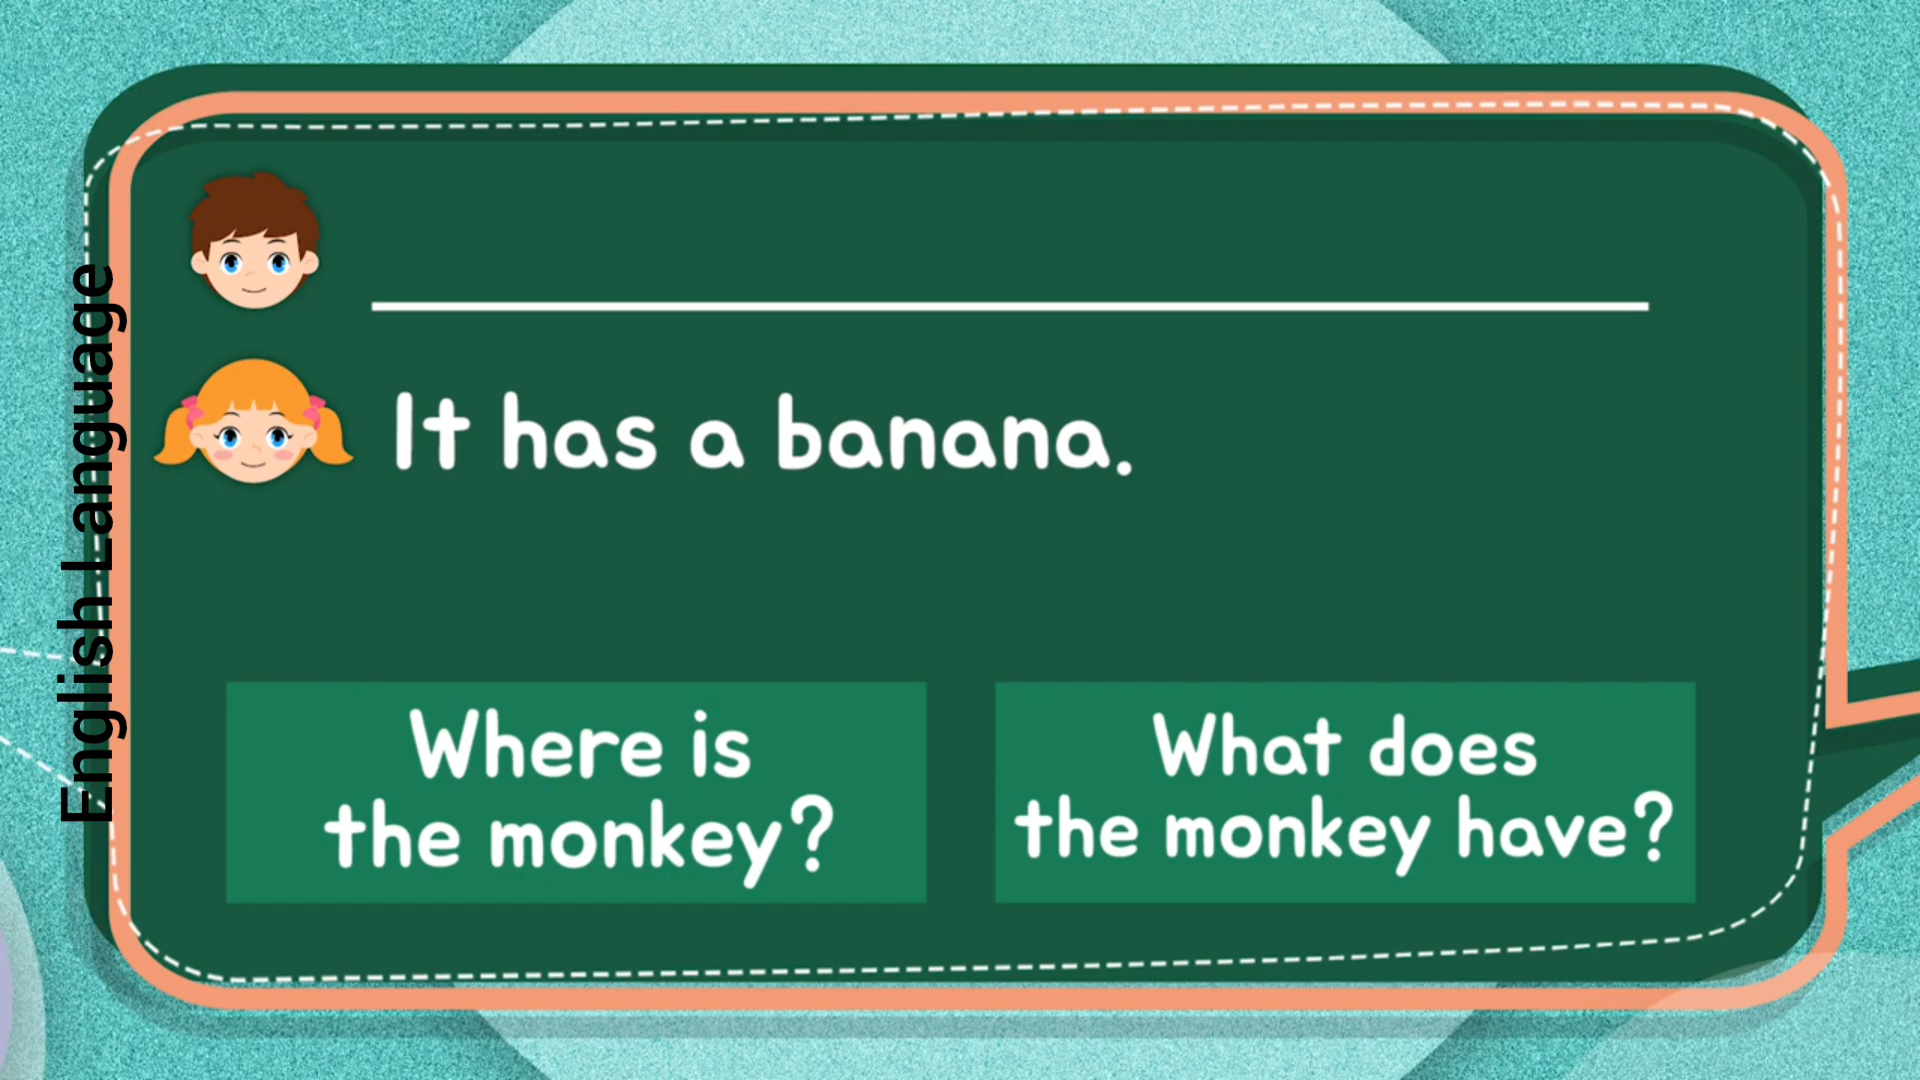 English Language
It has a banana.
Where is
the monkey?
What does
the monkey have?